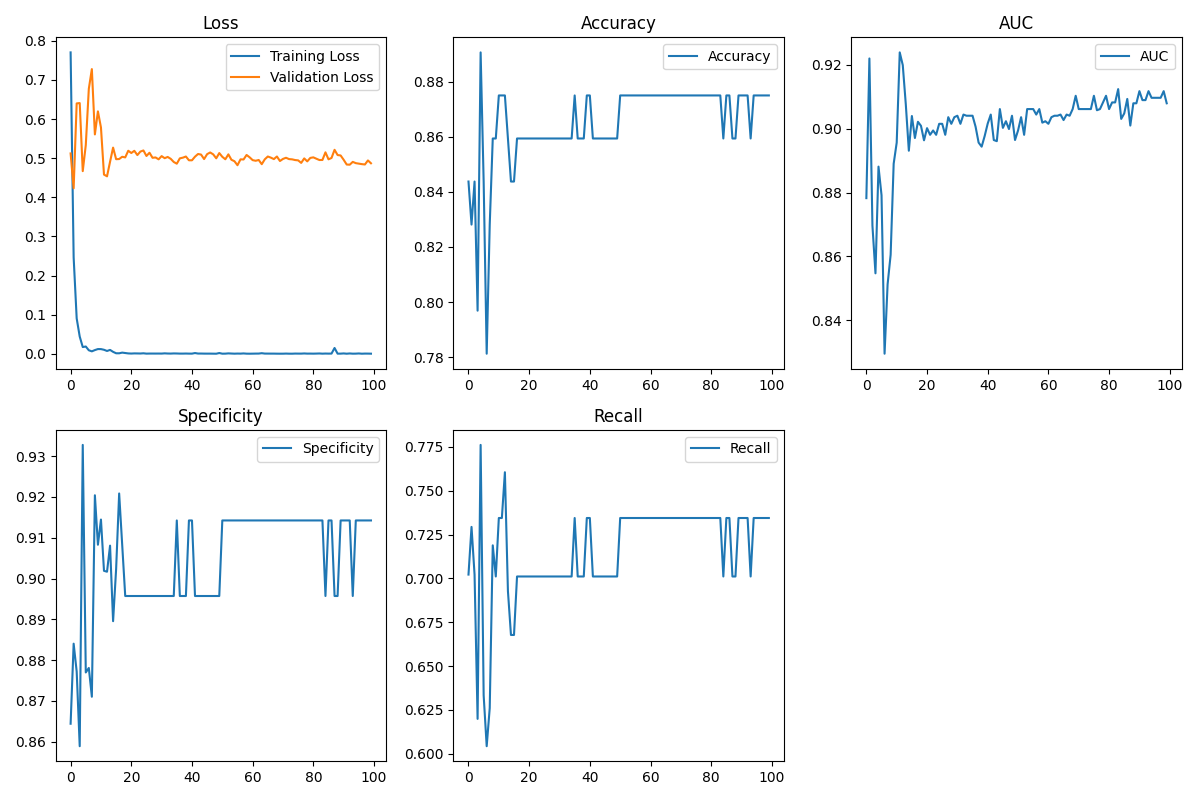 Loss
0.8
0.7
0.6
0.5
0.4
0.3
0.2
0.1
0.0
0 20 40 60 80 100
Training Loss
Validation Loss
Accuracy
0.88
0.86
0.84
0.82
0.80
0.78
0 20 40 60 80 100
Accuracy
AUC
0.92
0.90
0.88
0.86
0.84
0 20 40 60 80 100
AUC
Specificity
0.93
0.92
0.91
0.90
0.89
0.88
0.87
0.86
0 20 40 60 80 100
Specificity
Recall
0.775
0.750
0.725
0.700
0.675
0.650
0.625
0.600
0 20 40 60 80 100
Recall